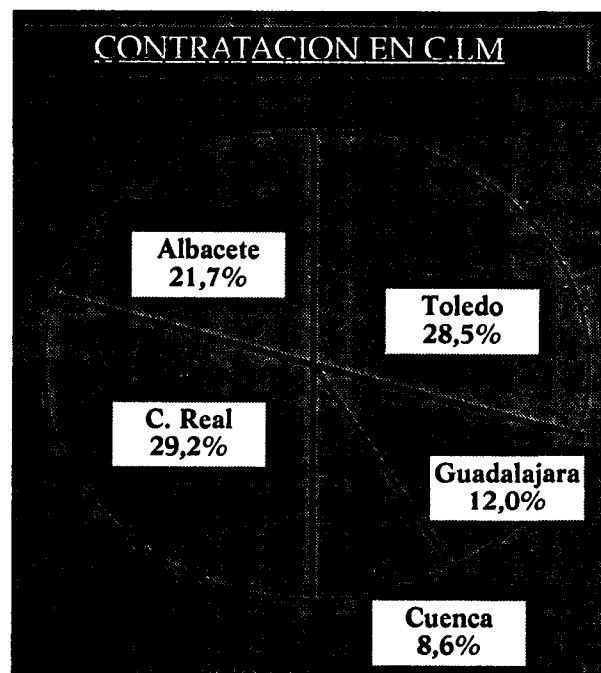 CONTRATACION EN C.LM
Albacete
21,7%
Toledo
28,5%
C. Real
29,2%
Guadalajara
12,0%
Cuenca
8,6%